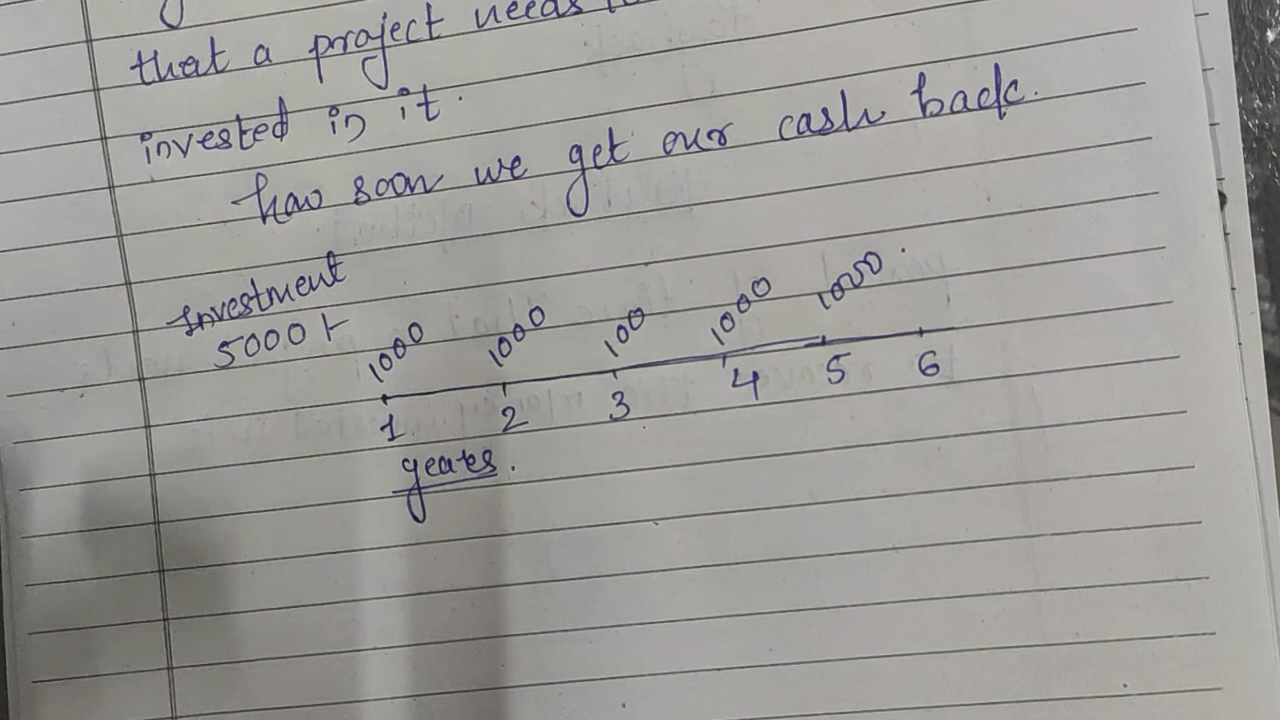 that a project needs
invested in it.
how soon we get our cash back.
Investment
5000 1000 1000 100 1000 1000.
1 2 3 4 5 6
years.